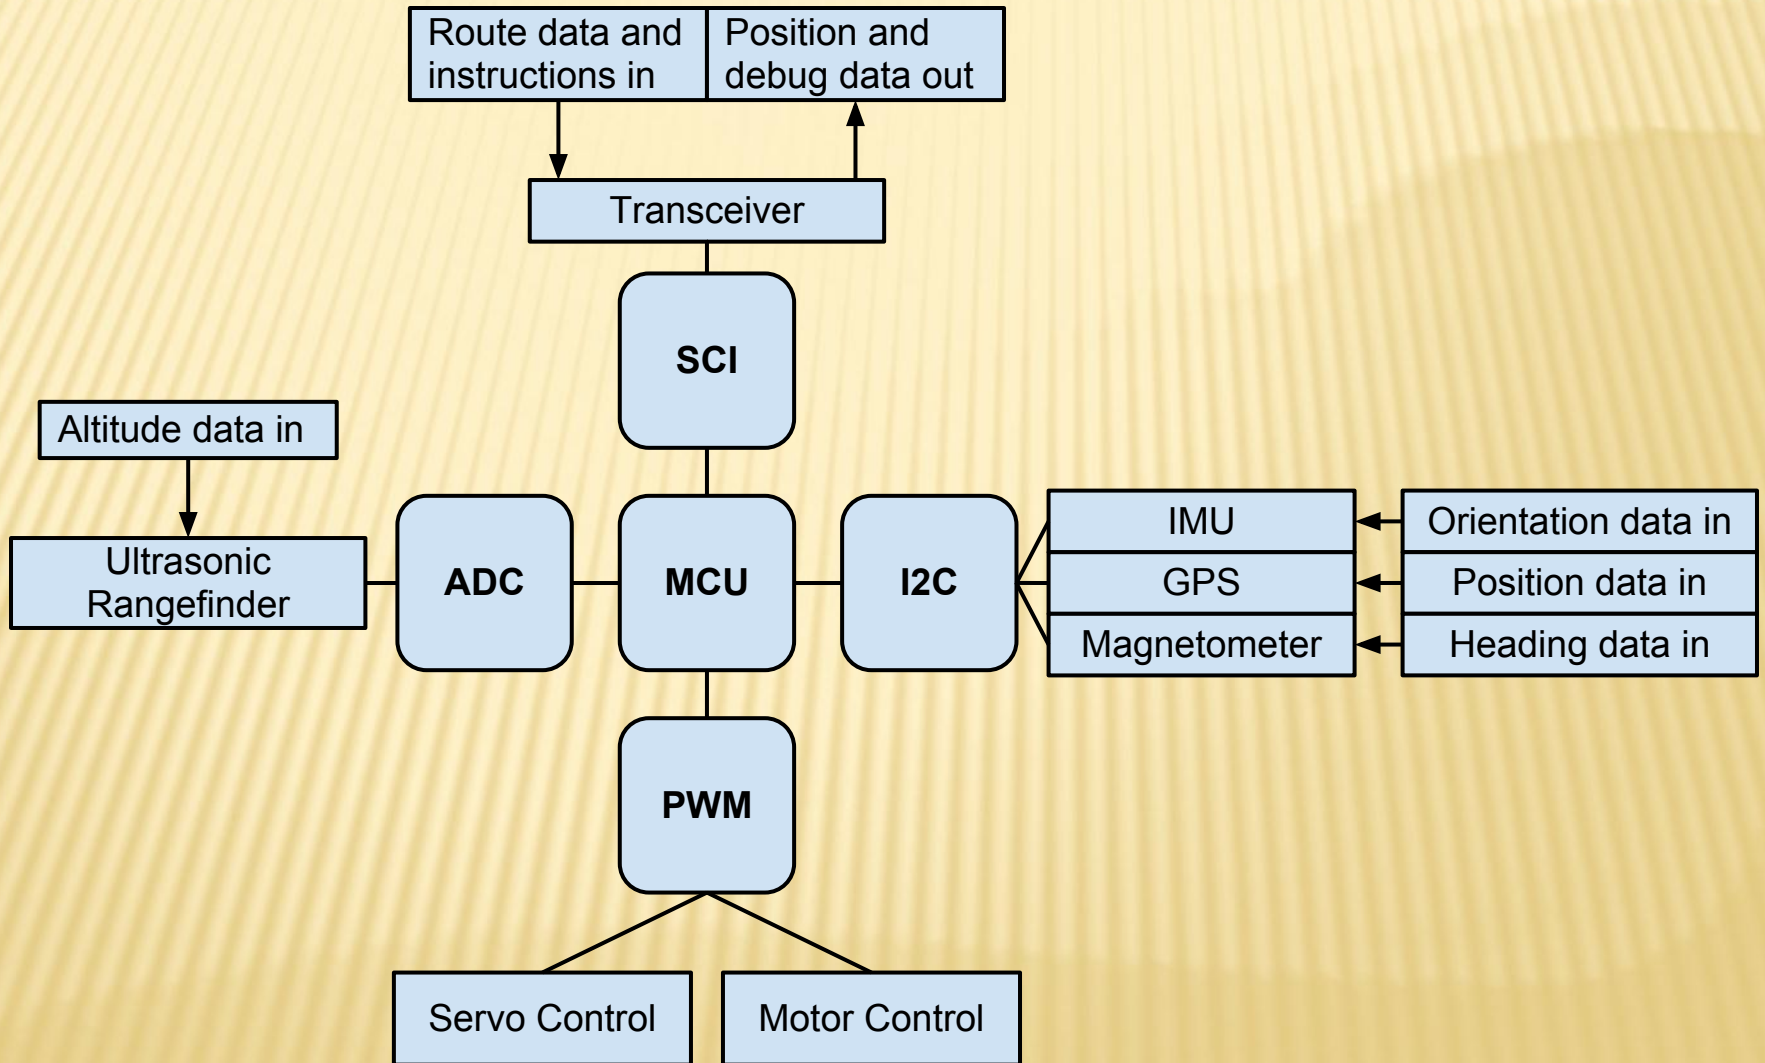 Route data and
instructions in
Position and
debug data out
Transceiver
SCI
Altitude data in
Ultrasonic
Rangefinder
ADC
MCU
I2C
IMU
Orientation data in
GPS
Position data in
Magnetometer
Heading data in
PWM
Servo Control
Motor Control